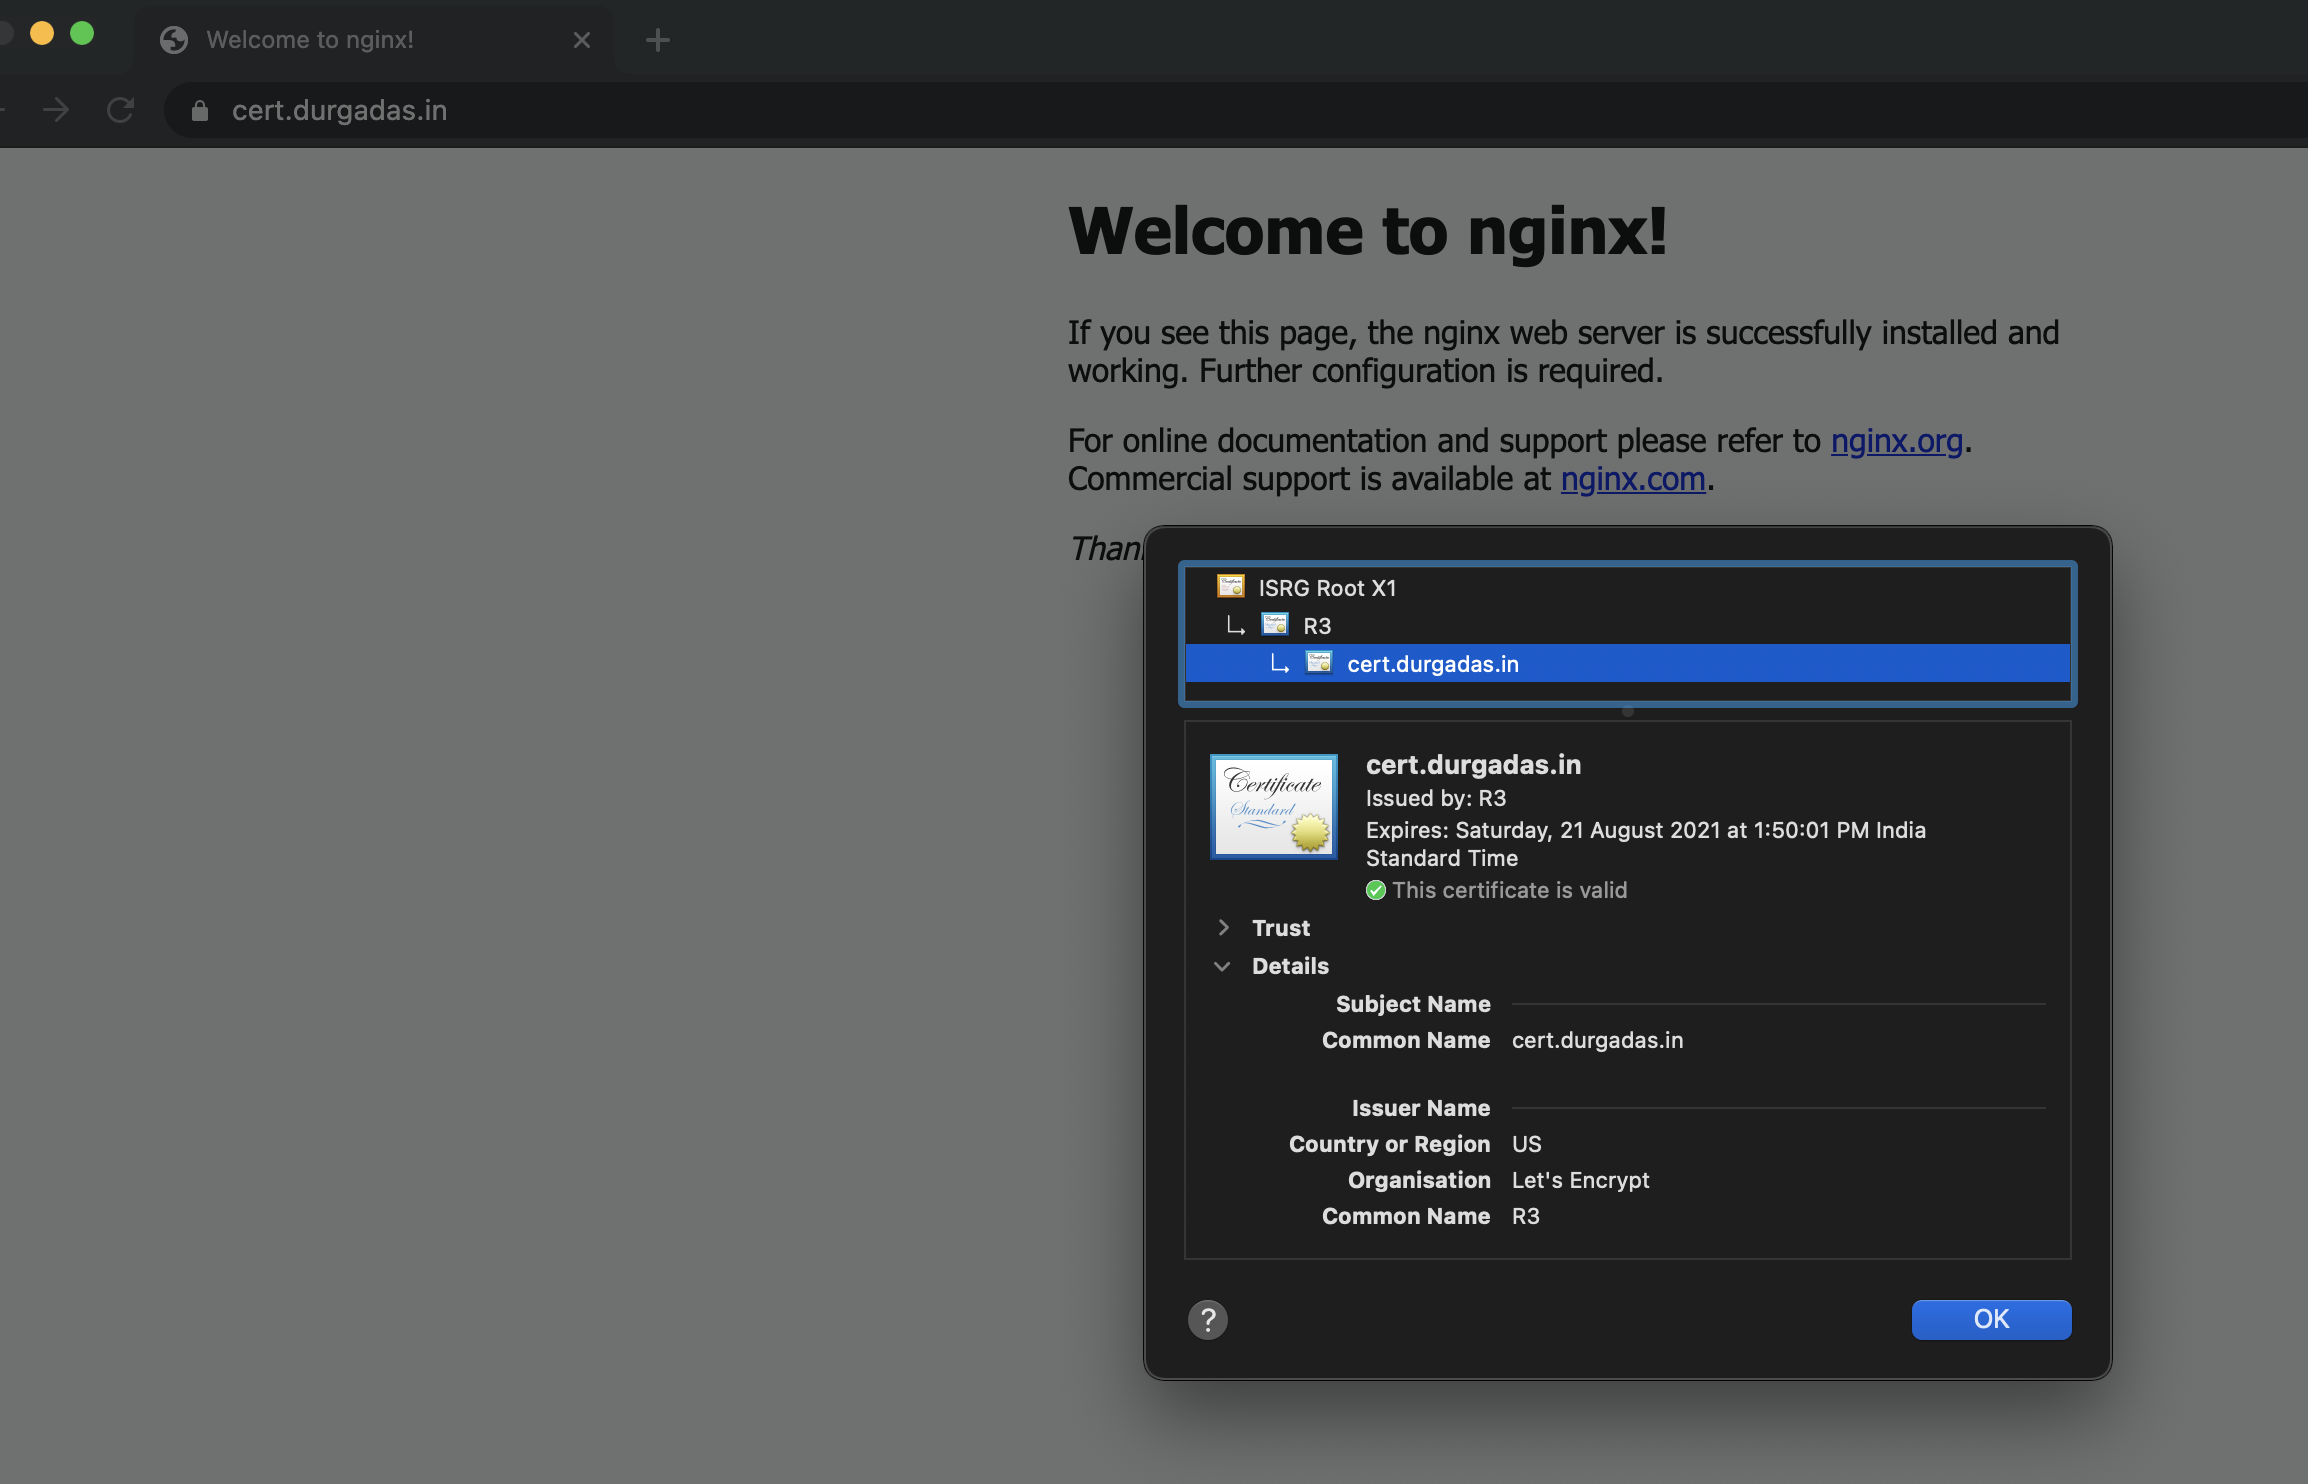 Welcome to nginx!
cert.durgadas.in
Welcome to nginx!
If you see this page, the nginx web server is successfully installed and
working. Further configuration is required.
For online documentation and support please refer to nginx.org.
Commercial support is available at nginx.com.
ISRG Root X1
R3
cert.durgadas.in
Certificate
Standard
cert.durgadas.in
Issued by: R3
Expires: Saturday, 21 August 2021 at 1:50:01 PM India
Standard Time
This certificate is valid
Trust
Details
Subject Name
Common Name cert.durgadas.in
Issuer Name
Country or Region US
Organisation Let's Encrypt
Common Name R3
? OK